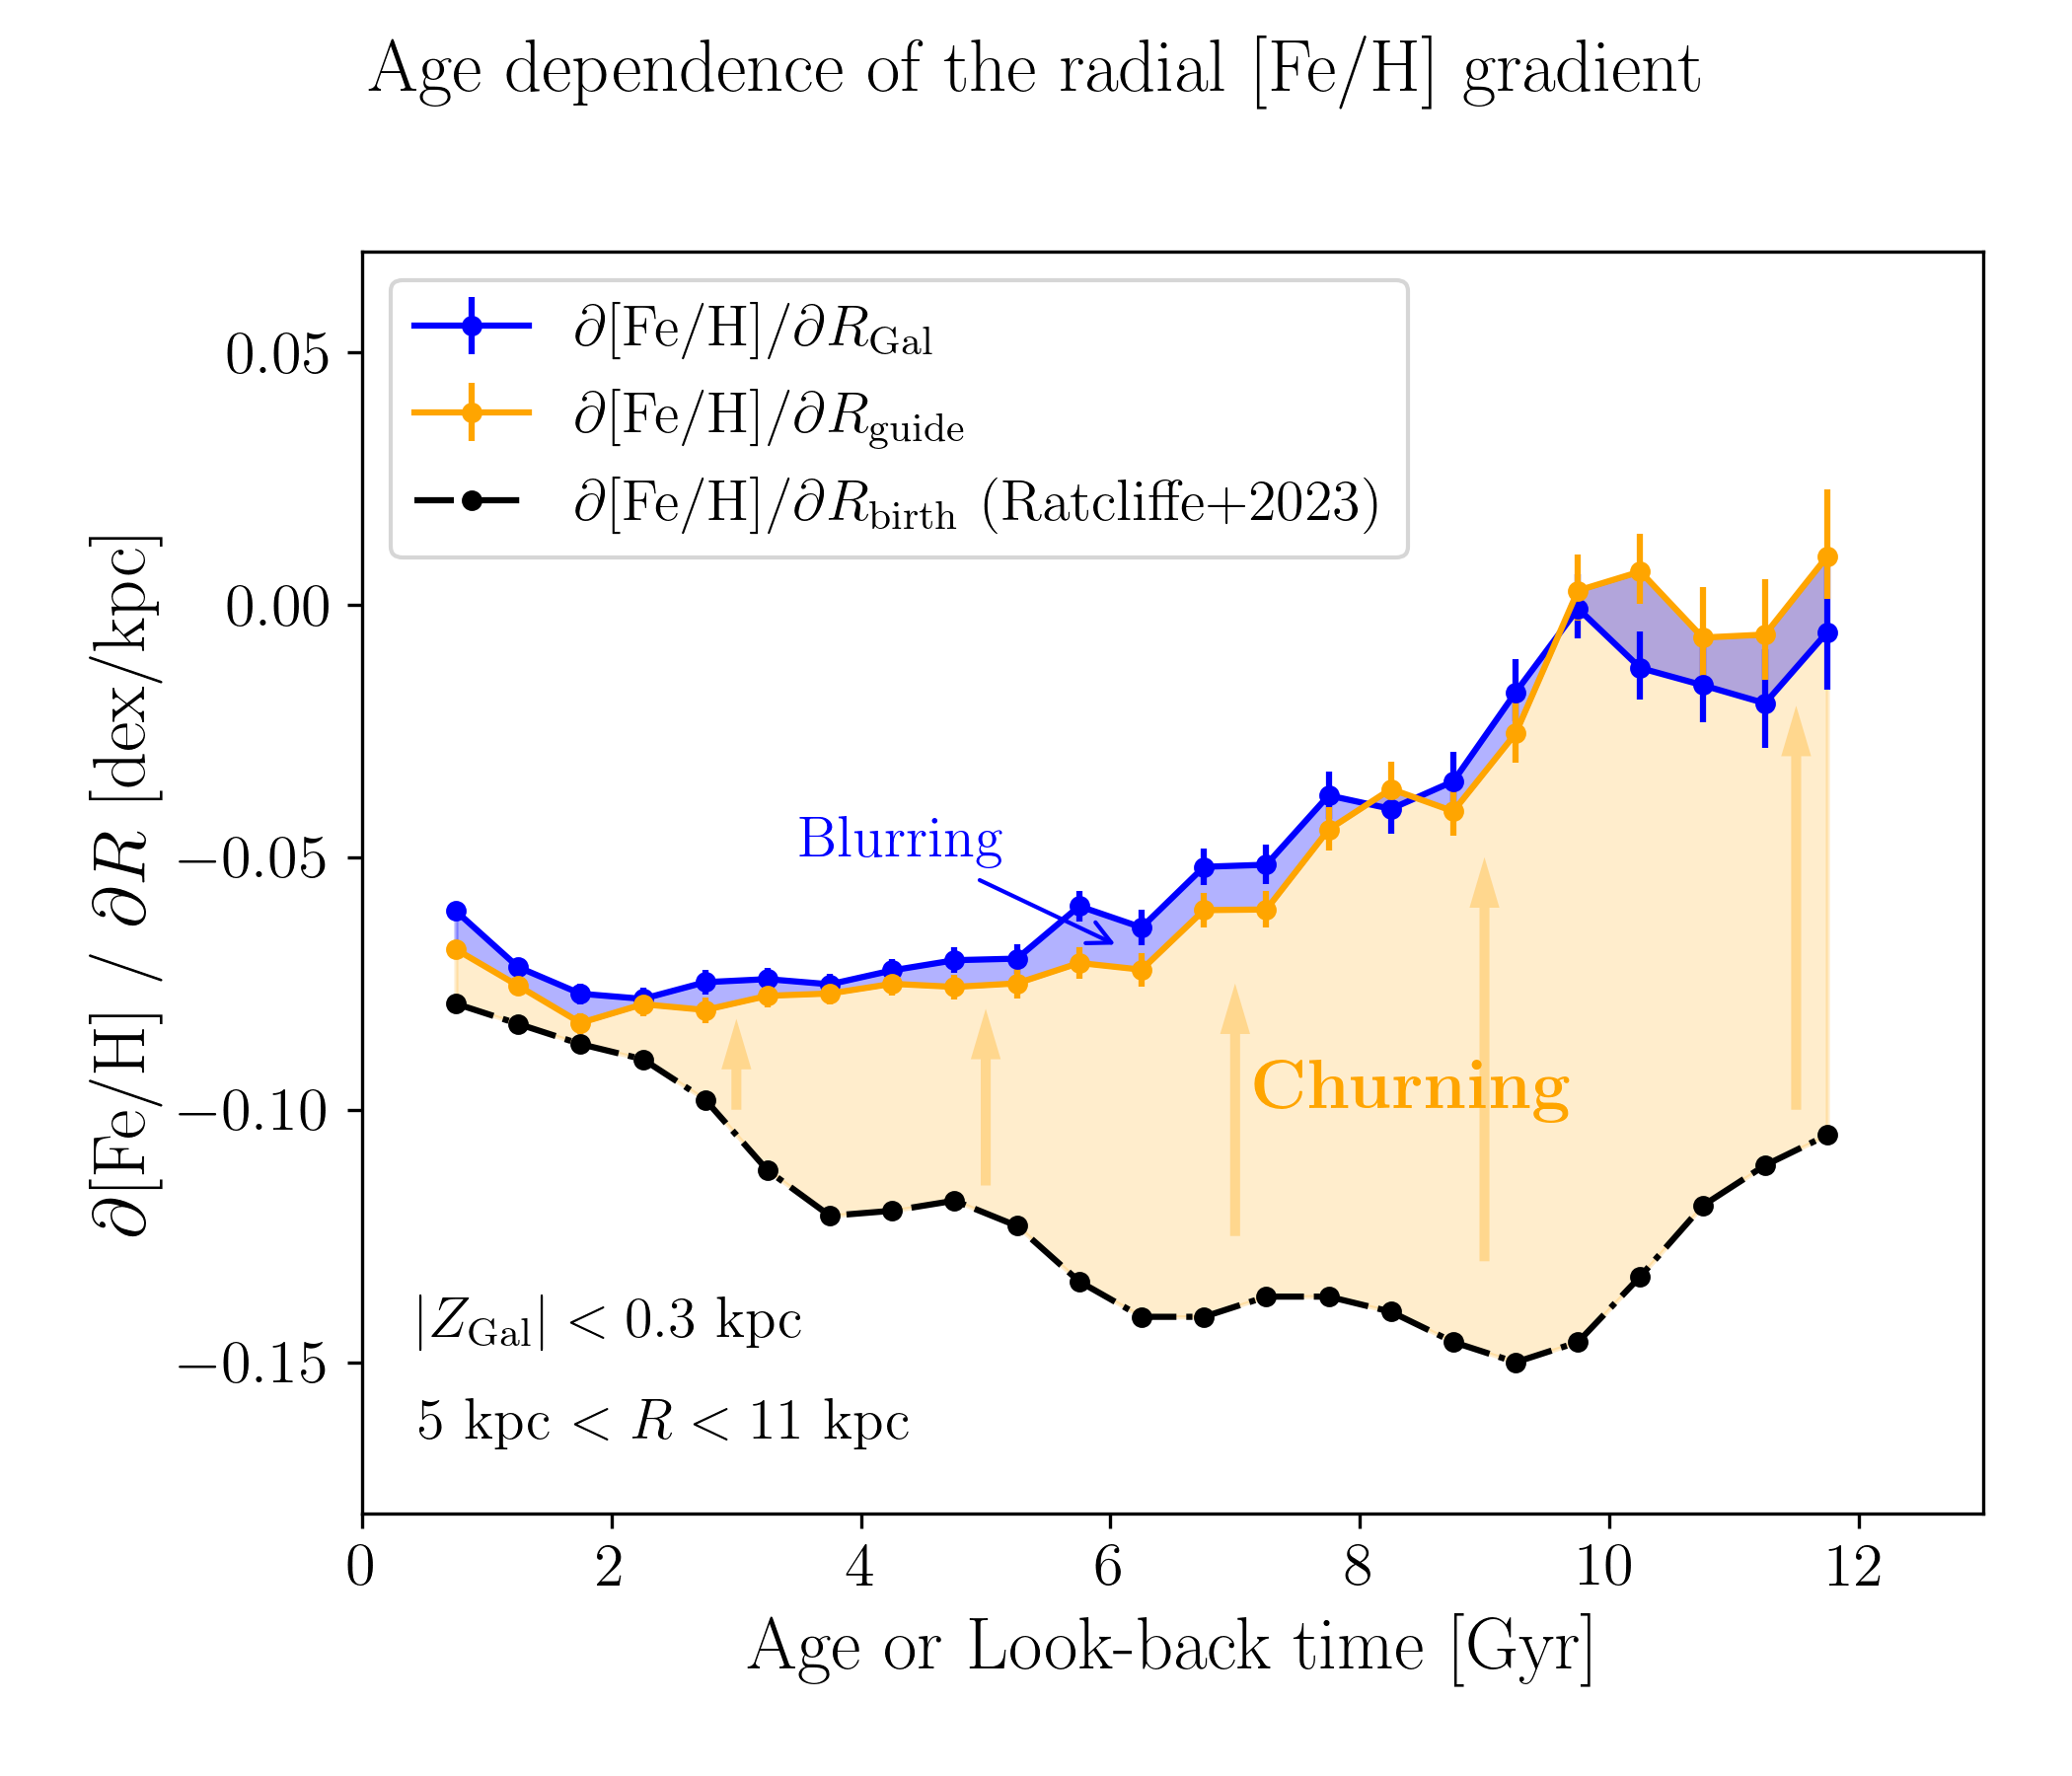 Age dependence of the radial [Fe/H] gradient
∂[Fe/H]/∂R_Gal
∂[Fe/H]/∂R_guide
∂[Fe/H]/∂R_birth (Ratcliffe+2023)
∂[Fe/H] / ∂R [dex/kpc]
0.05
0.00
−0.05
−0.10
−0.15
Blurring
Churning
|Z_Gal| < 0.3 kpc
5 kpc < R < 11 kpc
0 2 4 6 8 10 12
Age or Look-back time [Gyr]